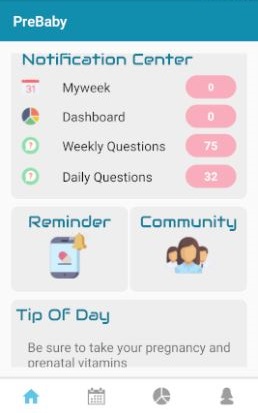 PreBaby
Notification Center
31 Myweek 0
Dashboard 0
? Weekly Questions 75
? Daily Questions 32
Reminder Community
Tip Of Day
Be sure to take your pregnancy and
prenatal vitamins